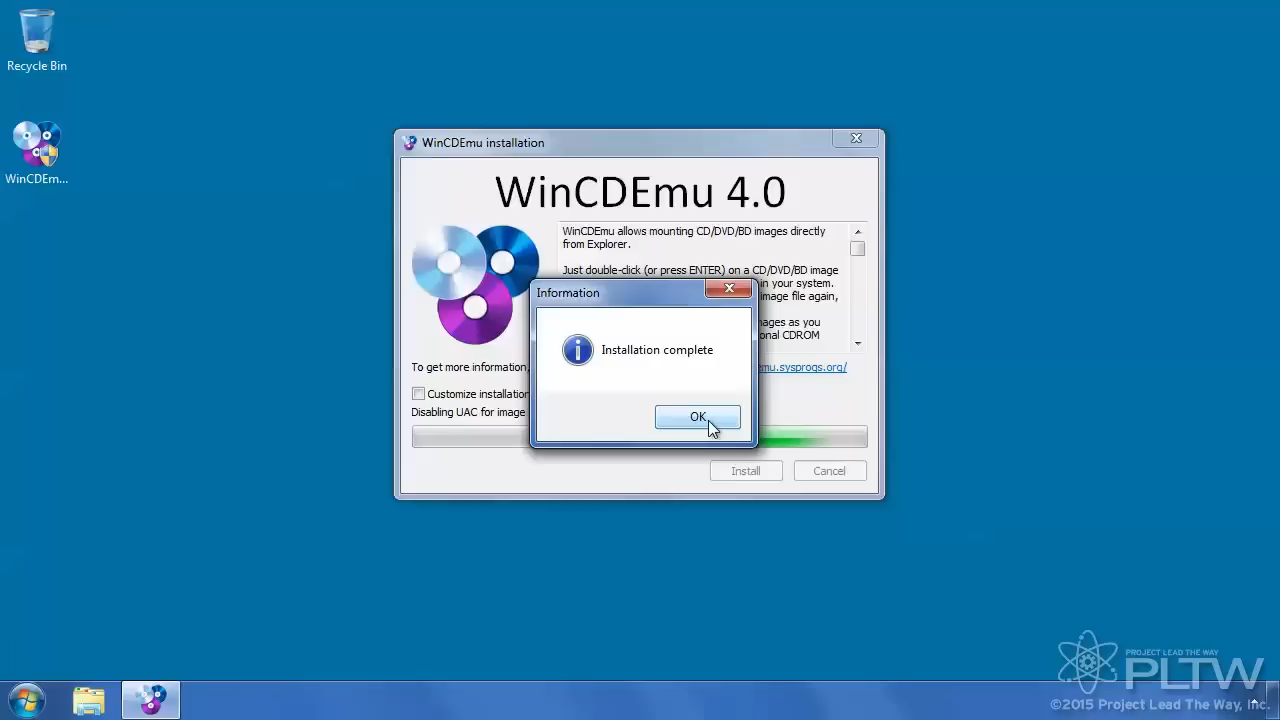 Recycle Bin
WinCDEm...
WinCDEmu installation
WinCDEmu 4.0
WinCDEmu allows mounting CD/DVD/BD images directly
from Explorer.
Just double-click (or press ENTER) on a CD/DVD/BD image
in your system.
image file again,
images as you
onal CDROM
Information
Installation complete
OK
To get more information,
emu.sysprogs.org/
Customize installation
Disabling UAC for image
Install
Cancel
PROJECT LEAD THE WAY
PLTW
©2015 Project Lead The Way, Inc.